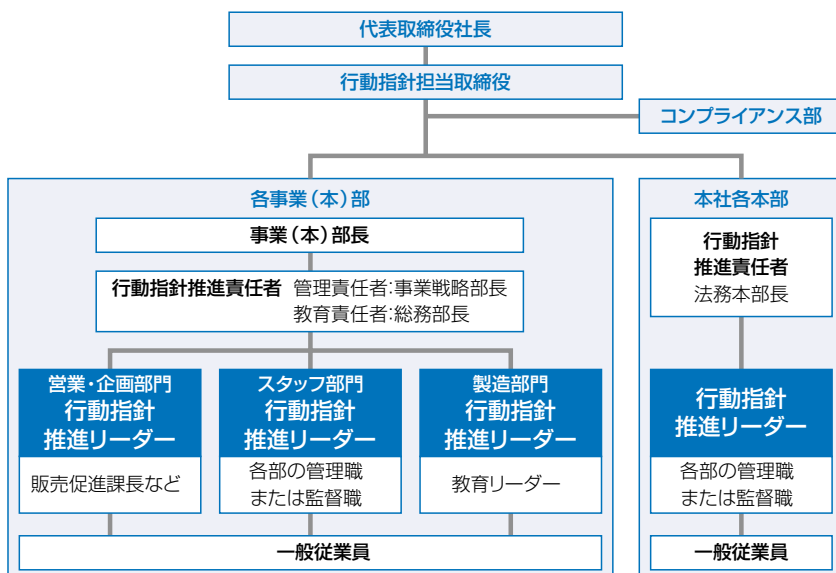 代表取締役社長
行動指針担当取締役
コンプライアンス部
各事業（本）部
事業（本）部長
行動指針推進責任者 管理責任者：事業戦略部長
教育責任者：総務部長
営業・企画部門
行動指針
推進リーダー
販売促進課長など
スタッフ部門
行動指針
推進リーダー
各部の管理職
または監督職
製造部門
行動指針
推進リーダー
教育リーダー
一般従業員
本社各本部
行動指針
推進責任者
法務本部長
行動指針
推進リーダー
各部の管理職
または監督職
一般従業員